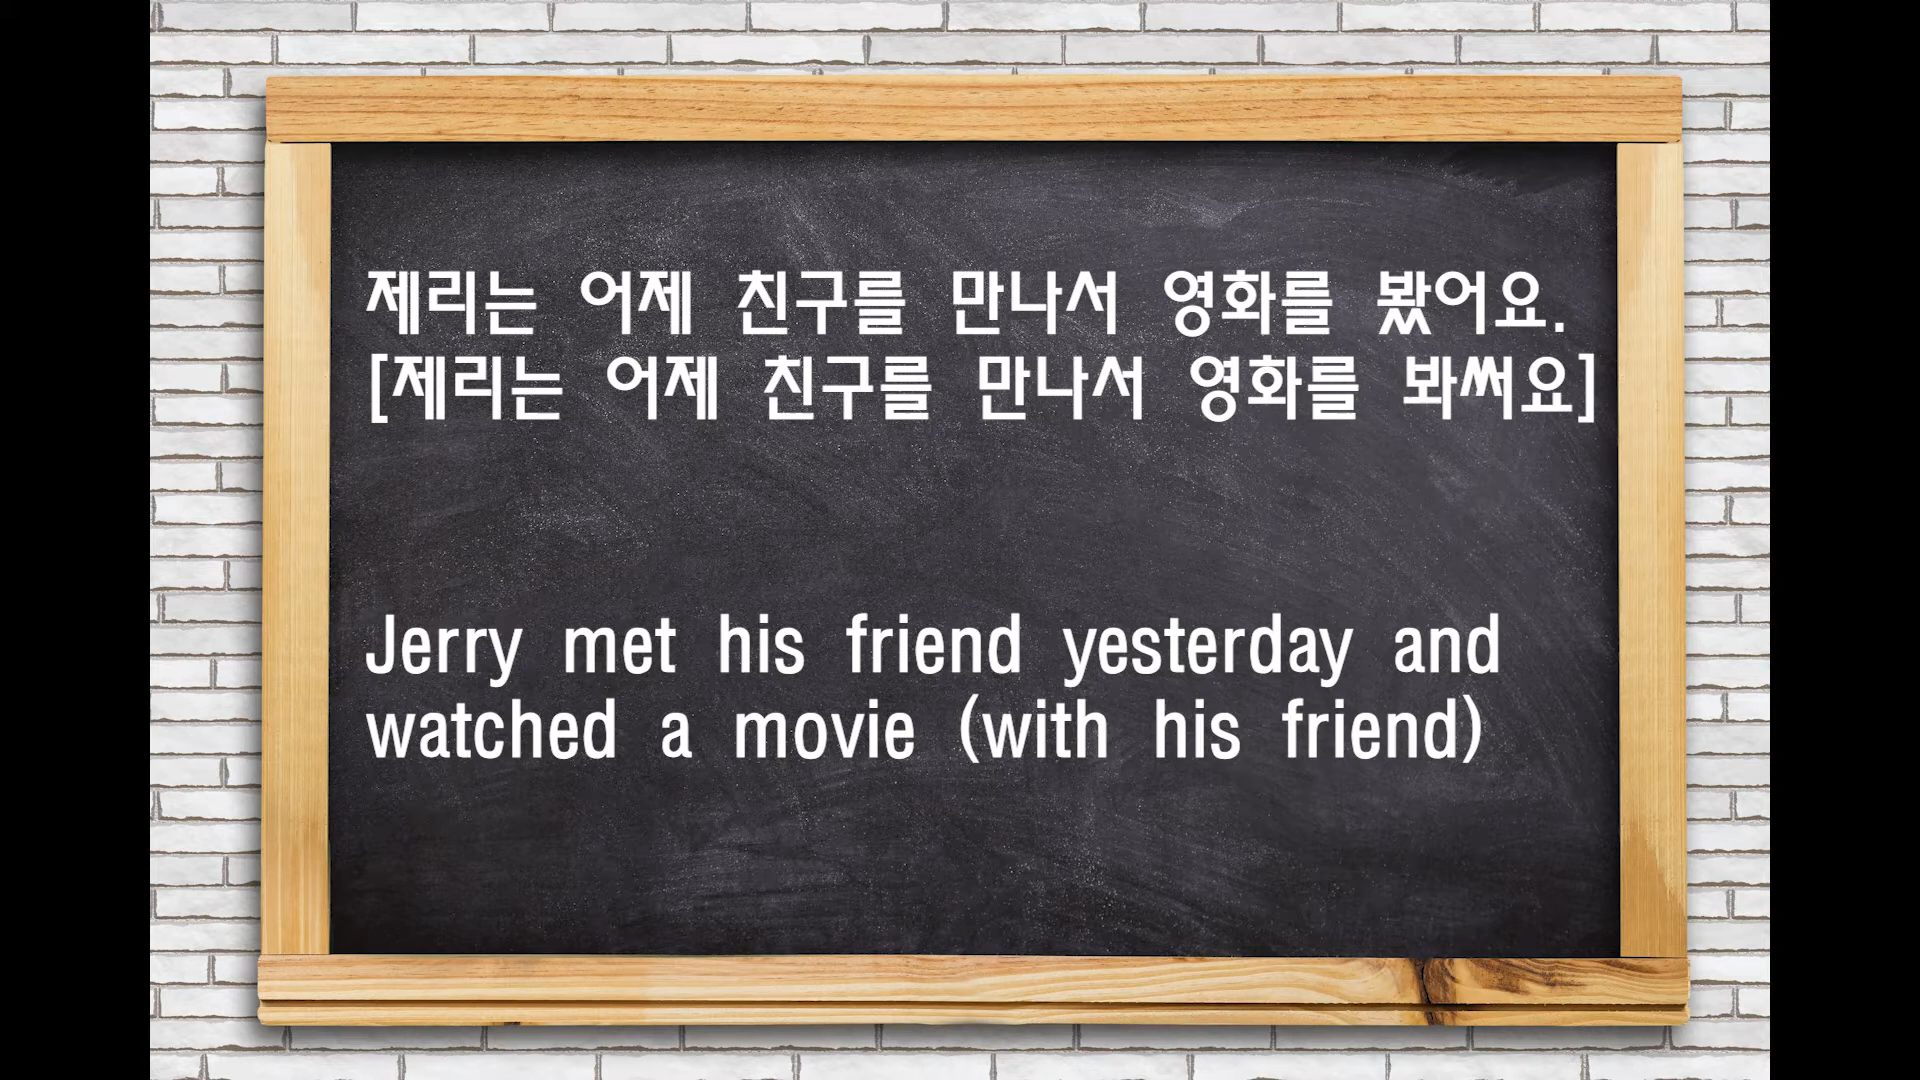 제리는 어제 친구를 만나서 영화를 봤어요.
[제리는 어제 친구를 만나서 영화를 봐써요]
Jerry met his friend yesterday and
watched a movie (with his friend)